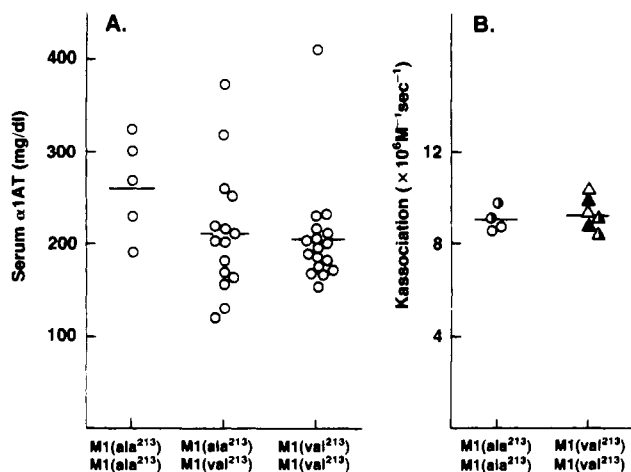 A.
Serum α1AT (mg/dl)
400
300
200
100
M1(ala²¹³) M1(ala²¹³) M1(val²¹³)
M1(ala²¹³) M1(val²¹³) M1(val²¹³)
B.
Kassociation (×10⁶M⁻¹sec⁻¹)
12
8
4
M1(ala²¹³) M1(val²¹³)
M1(ala²¹³) M1(val²¹³)